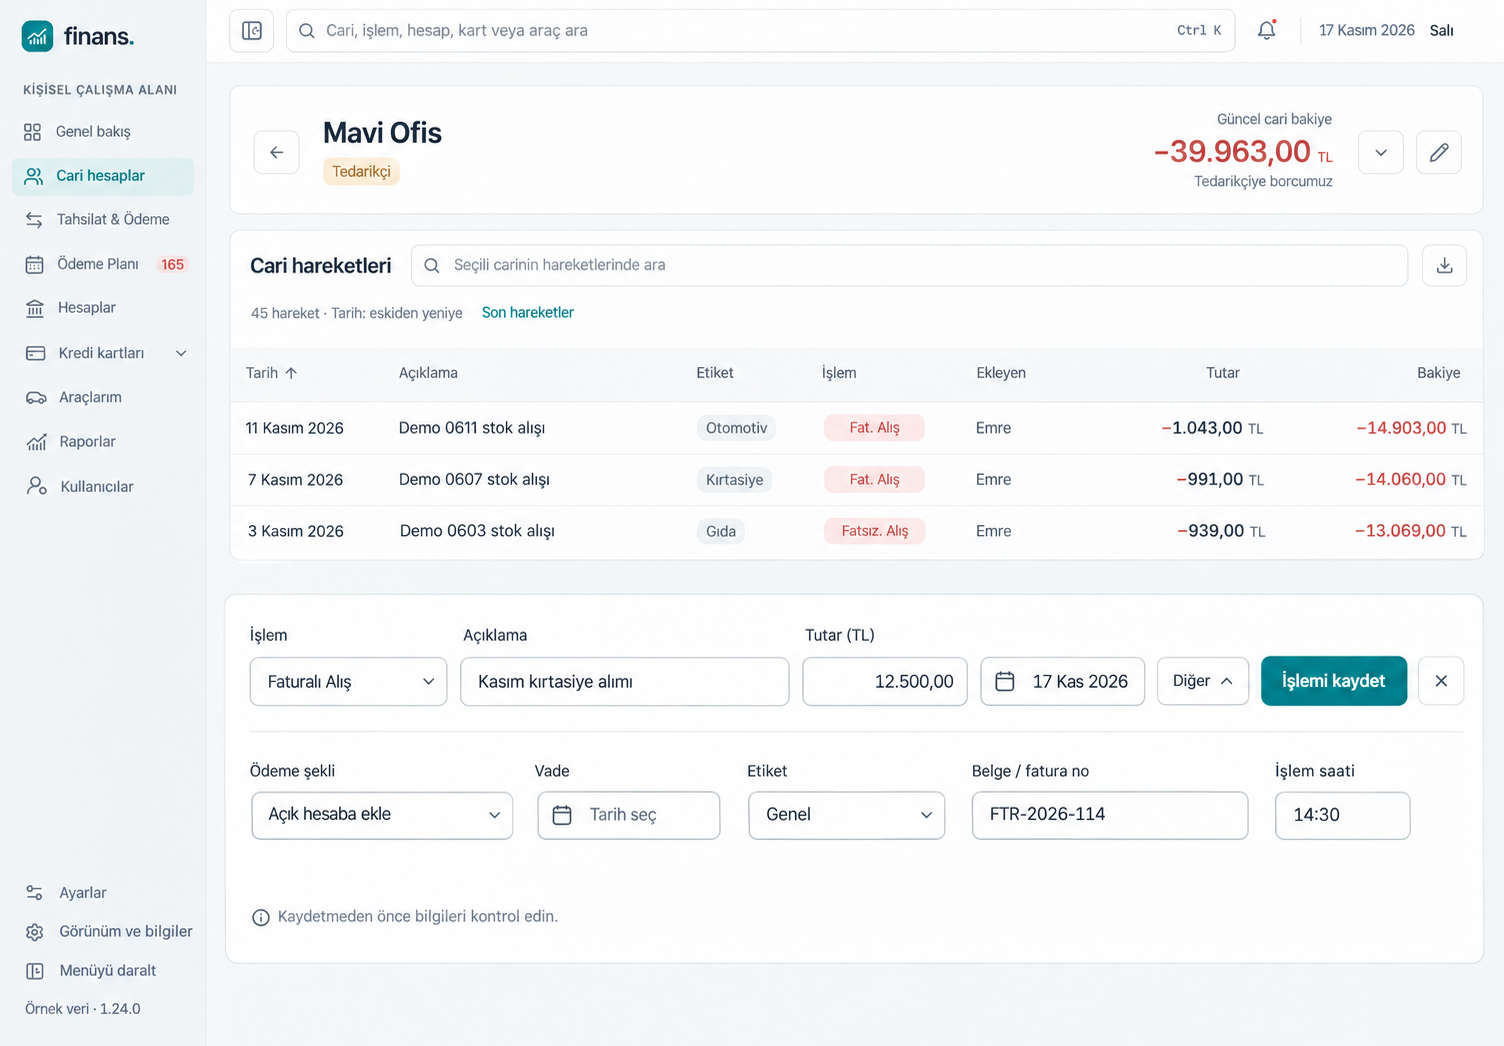 finans.
Cari, işlem, hesap, kart veya araç ara
Ctrl K
17 Kasım 2026 Salı
KİŞİSEL ÇALIŞMA ALANI
Genel bakış
Cari hesaplar
Tahsilat & Ödeme
Ödeme Planı 165
Hesaplar
Kredi kartları
Araçlarım
Raporlar
Kullanıcılar
Ayarlar
Görünüm ve bilgiler
Menüyü daralt
Örnek veri · 1.24.0
Mavi Ofis
Tedarikçi
Güncel cari bakiye
−39.963,00 TL
Tedarikçiye borcumuz
Cari hareketleri
Seçili carinin hareketlerinde ara
45 hareket · Tarih: eskiden yeniye Son hareketler
Tarih ↑ Açıklama Etiket İşlem Ekleyen Tutar Bakiye
11 Kasım 2026 Demo 0611 stok alışı Otomotiv Fat. Alış Emre −1.043,00 TL −14.903,00 TL
7 Kasım 2026 Demo 0607 stok alışı Kırtasiye Fat. Alış Emre −991,00 TL −14.060,00 TL
3 Kasım 2026 Demo 0603 stok alışı Gıda Fatsız. Alış Emre −939,00 TL −13.069,00 TL
İşlem Açıklama Tutar (TL)
Faturalı Alış Kasım kırtasiye alımı 12.500,00 17 Kas 2026 Diğer İşlemi kaydet
Ödeme şekli Vade Etiket Belge / fatura no İşlem saati
Açık hesaba ekle Tarih seç Genel FTR-2026-114 14:30
Kaydetmeden önce bilgileri kontrol edin.